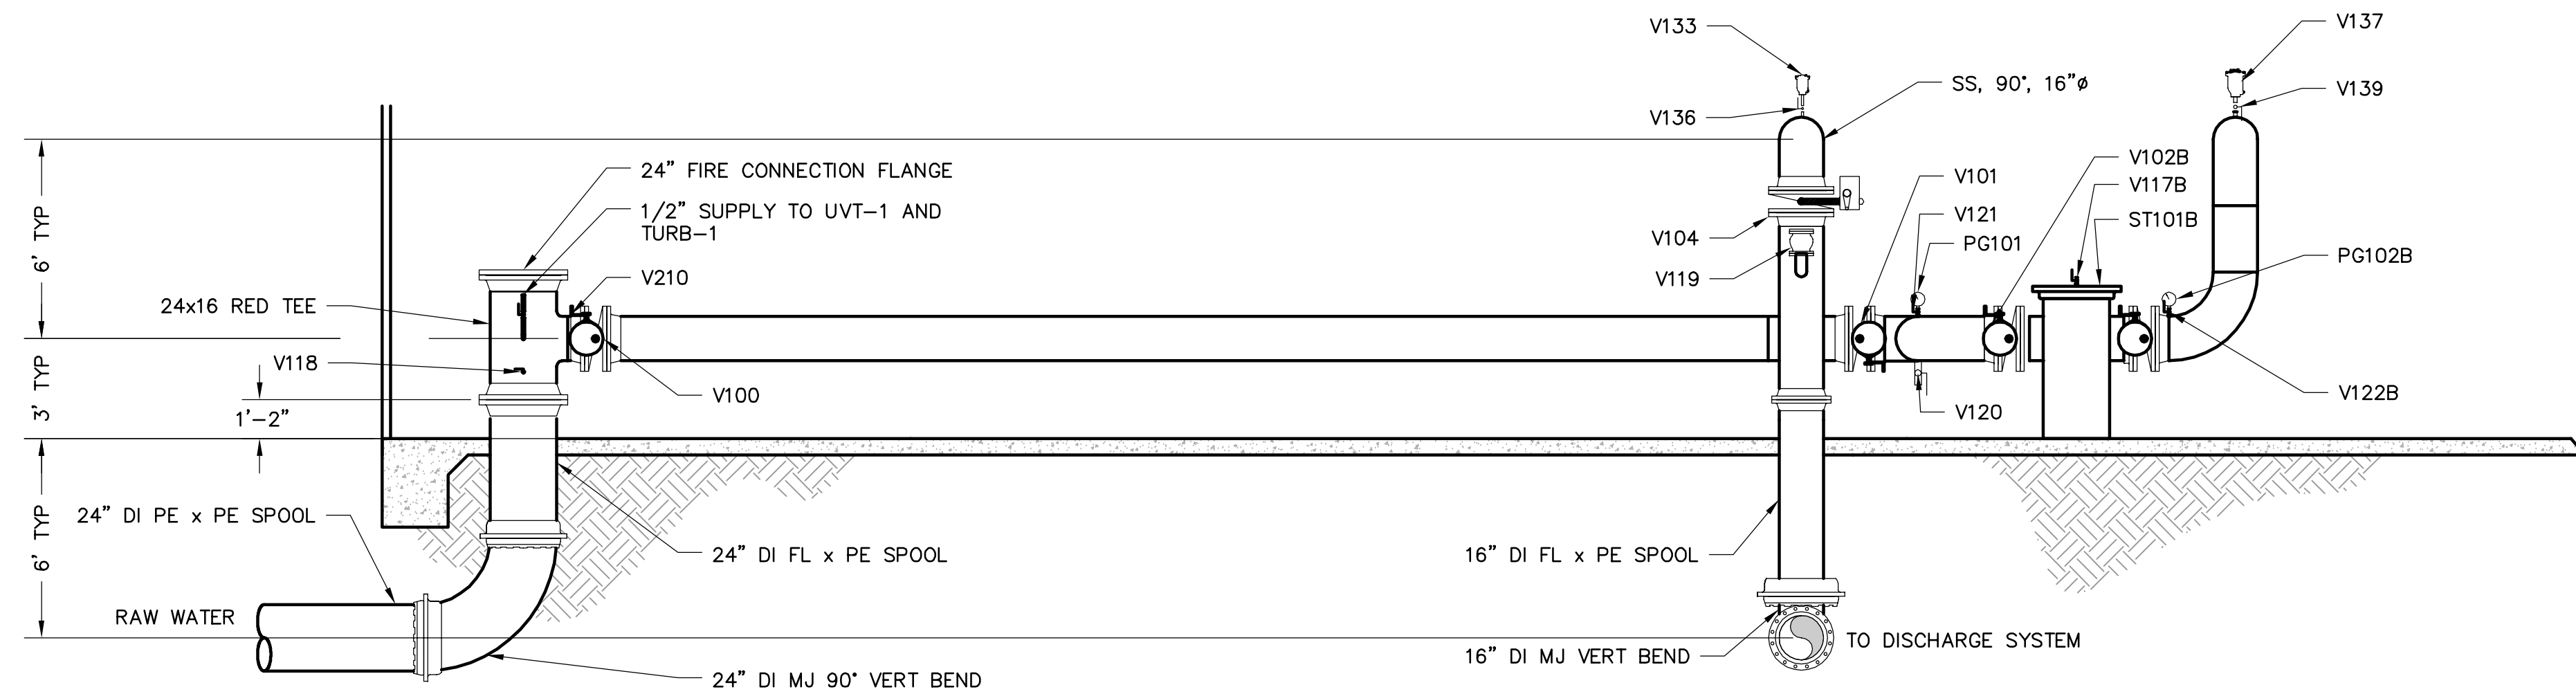 V133
V137
SS, 90°, 16"ø
V139
V136
6' TYP
24" FIRE CONNECTION FLANGE
V102B
V101
V117B
1/2" SUPPLY TO UVT-1 AND
TURB-1
V121
ST101B
V104
PG101
PG102B
V210
V119
24x16 RED TEE
V118
3' TYP
V100
V122B
1'-2"
V120
6' TYP
24" DI PE x PE SPOOL
24" DI FL x PE SPOOL
16" DI FL x PE SPOOL
RAW WATER
TO DISCHARGE SYSTEM
16" DI MJ VERT BEND
24" DI MJ 90° VERT BEND